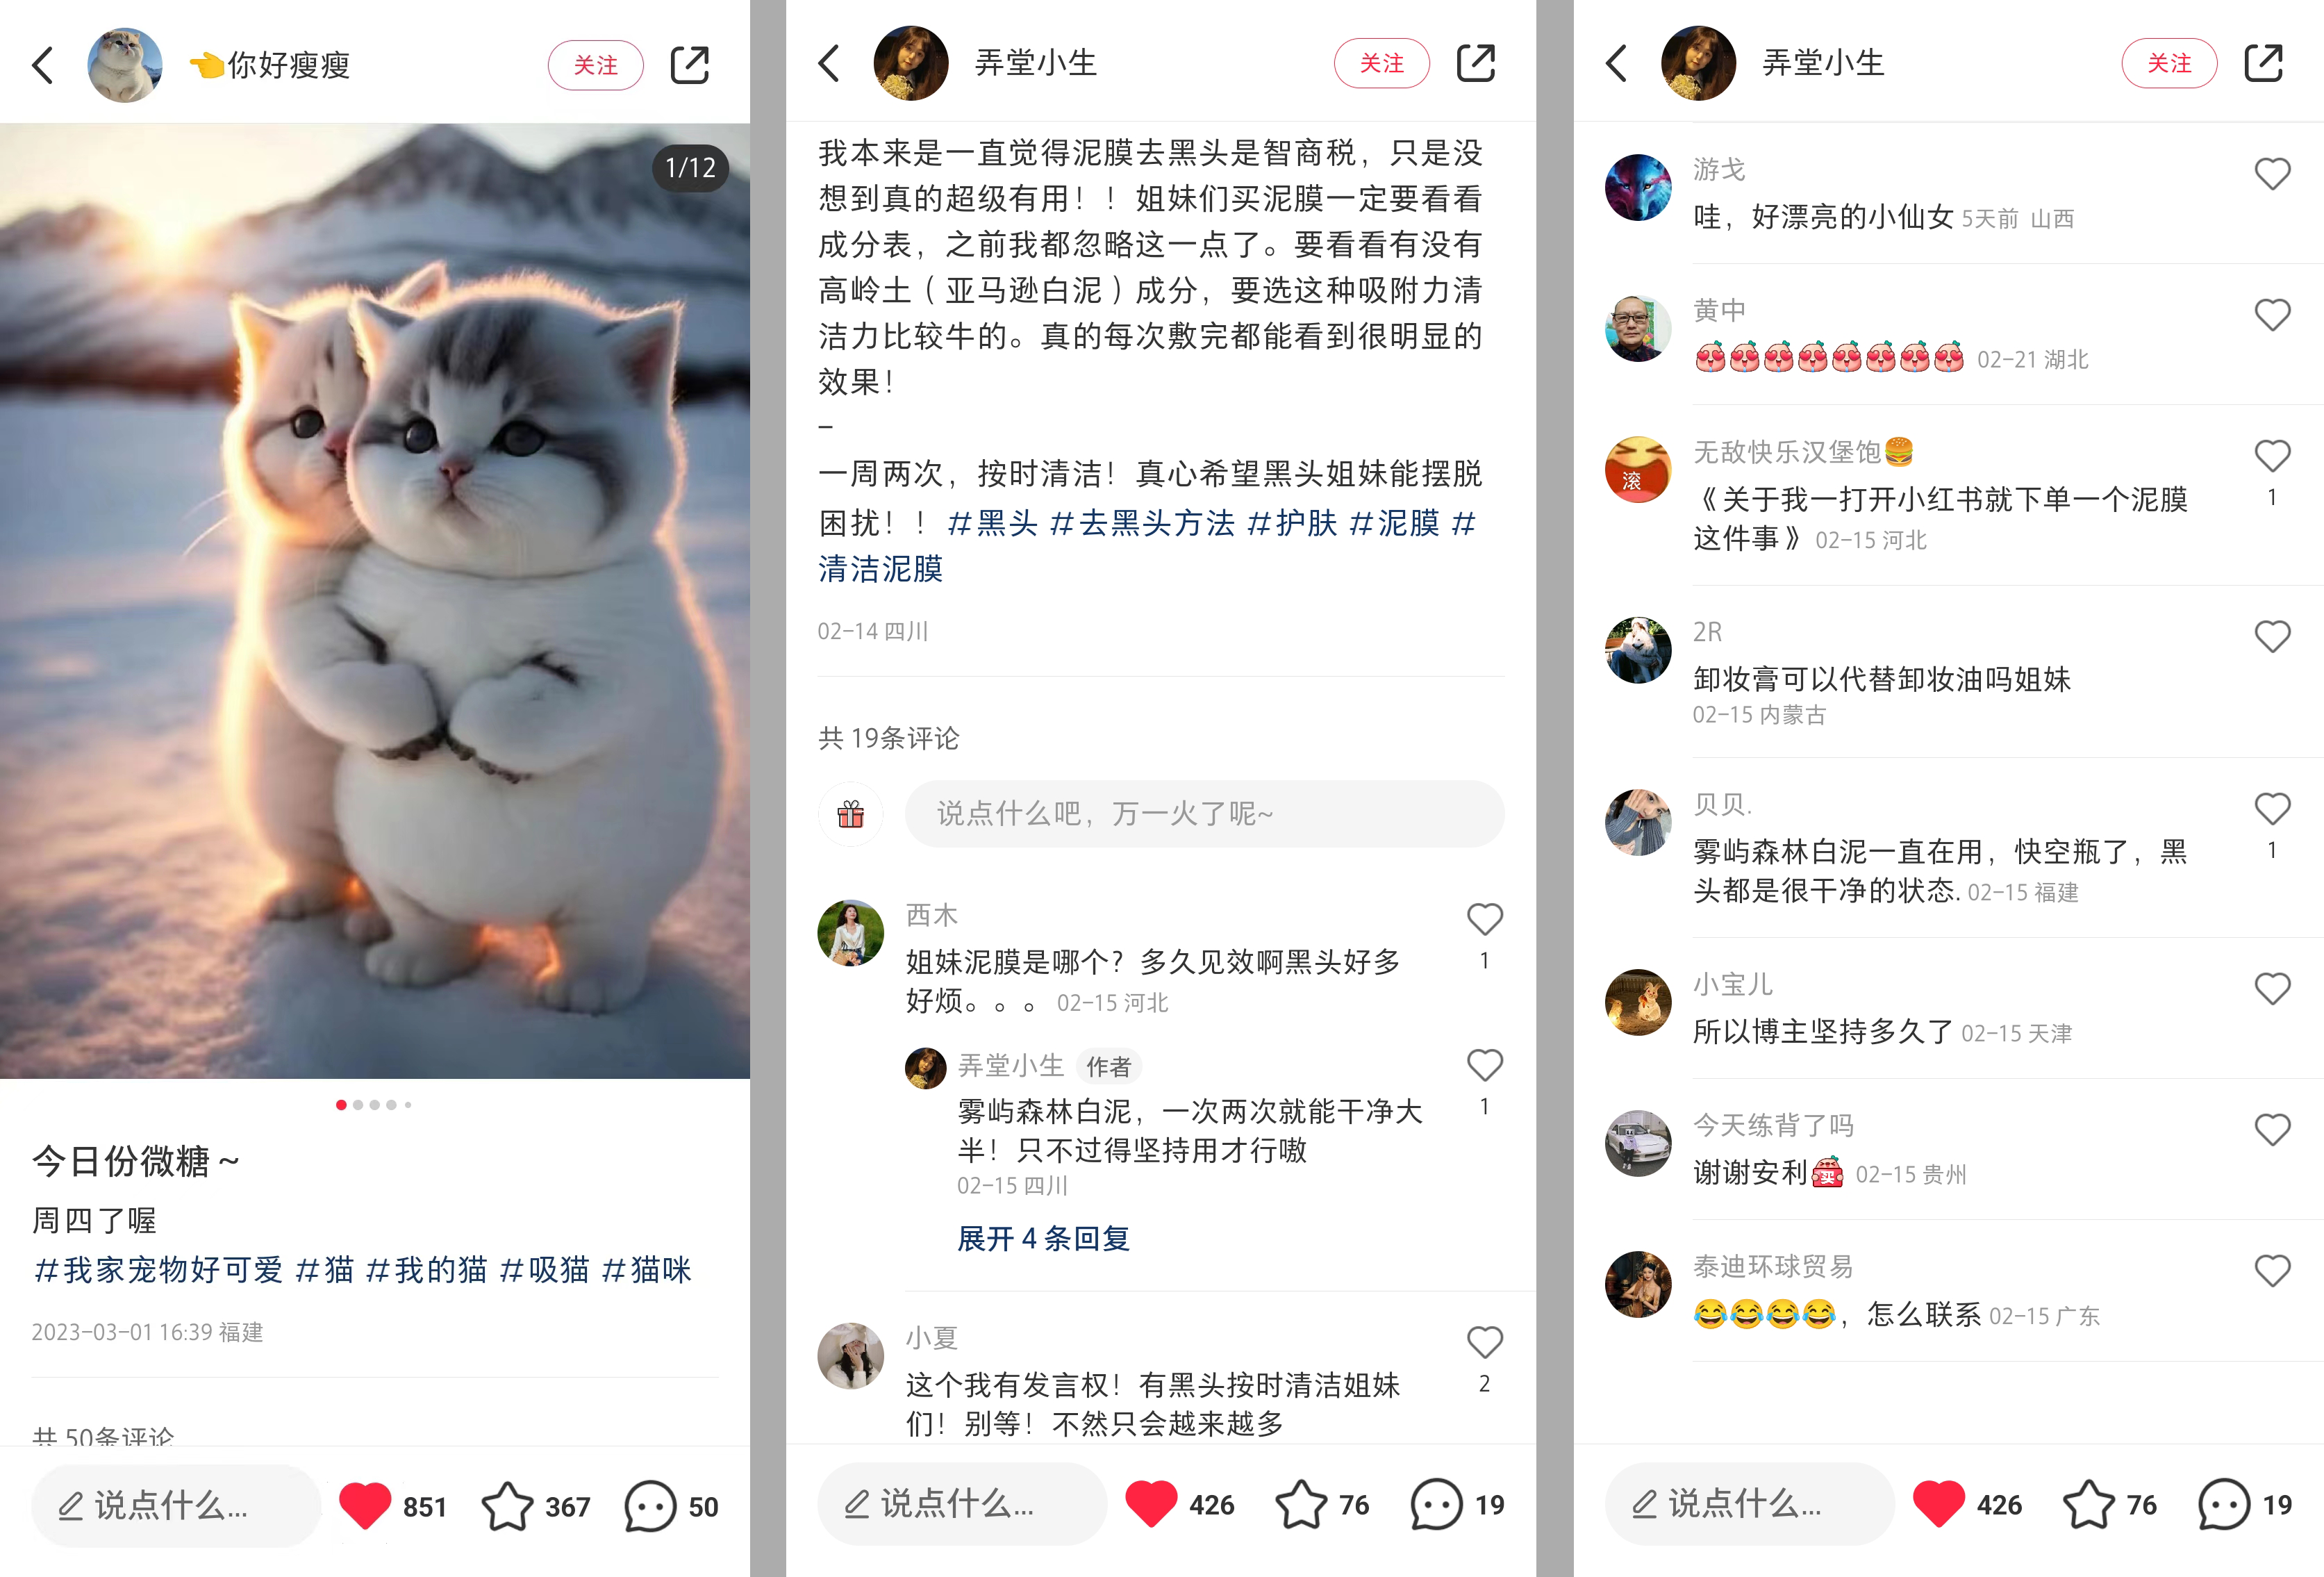 👈你好瘦瘦
关注
1/12
今日份微糖～
周四了喔
#我家宠物好可爱 #猫 #我的猫 #吸猫 #猫咪
2023-03-01 16:39 福建
共 50条评论
说点什么...
851
367
50
弄堂小生
关注
我本来是一直觉得泥膜去黑头是智商税，只是没
想到真的超级有用！！姐妹们买泥膜一定要看看
成分表，之前我都忽略这一点了。要看看有没有
高岭土（亚马逊白泥）成分，要选这种吸附力清
洁力比较牛的。真的每次敷完都能看到很明显的
效果！
–
一周两次，按时清洁！真心希望黑头姐妹能摆脱
困扰！！#黑头 #去黑头方法 #护肤 #泥膜 #
清洁泥膜
02-14 四川
共 19条评论
说点什么吧，万一火了呢~
西木
姐妹泥膜是哪个？多久见效啊黑头好多
好烦。。。 02-15 河北
1
弄堂小生 作者
雾屿森林白泥，一次两次就能干净大
半！只不过得坚持用才行嗷
02-15 四川
1
展开 4 条回复
小夏
这个我有发言权！有黑头按时清洁姐妹
们！别等！不然只会越来越多
2
说点什么...
426
76
19
弄堂小生
关注
游戈
哇，好漂亮的小仙女 5天前 山西
黄中
02-21 湖北
无敌快乐汉堡饱🍔
滚
《关于我一打开小红书就下单一个泥膜
这件事》 02-15 河北
1
2R
卸妆膏可以代替卸妆油吗姐妹
02-15 内蒙古
贝贝.
雾屿森林白泥一直在用，快空瓶了，黑
头都是很干净的状态. 02-15 福建
1
小宝儿
所以博主坚持多久了 02-15 天津
今天练背了吗
谢谢安利 买 02-15 贵州
泰迪环球贸易
😂😂😂😂，怎么联系 02-15 广东
说点什么...
426
76
19